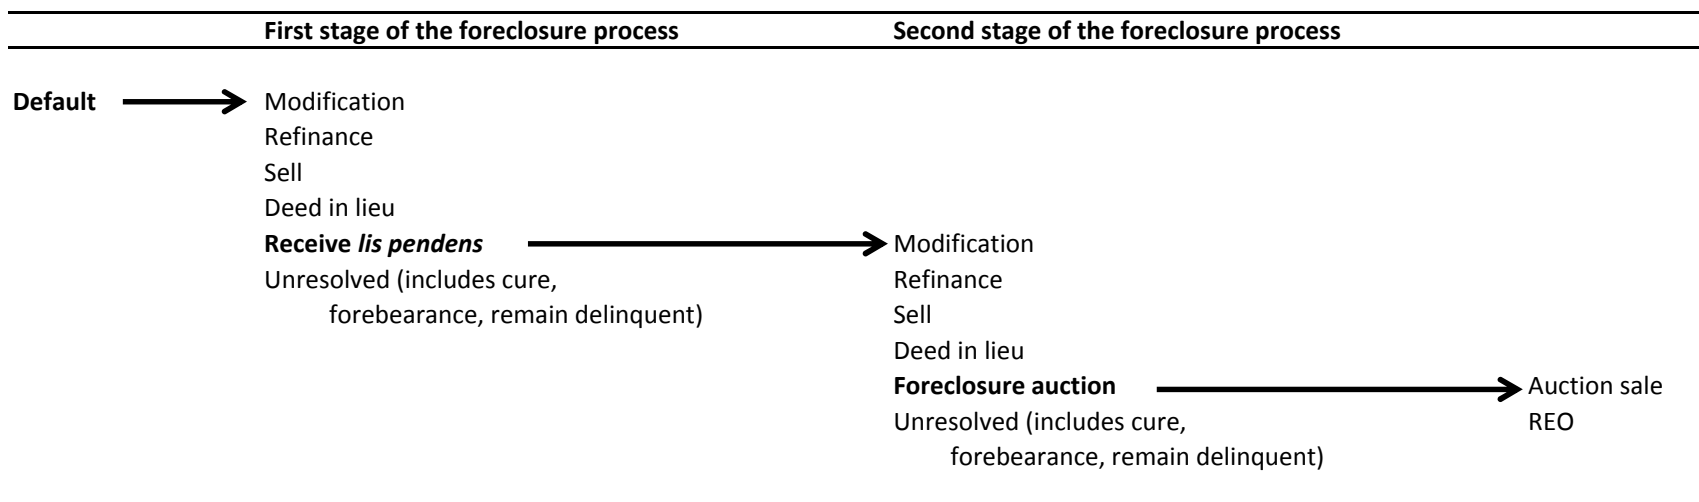 First stage of the foreclosure process Second stage of the foreclosure process
Default Modification
Refinance
Sell
Deed in lieu
Receive lis pendens Modification
Unresolved (includes cure, Refinance
forebearance, remain delinquent) Sell
Deed in lieu
Foreclosure auction Auction sale
Unresolved (includes cure, REO
forebearance, remain delinquent)